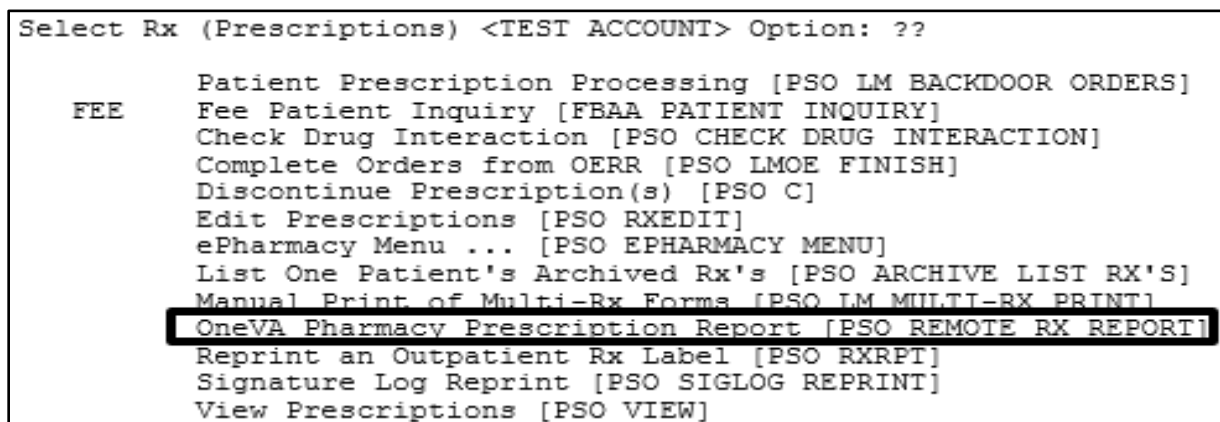 Select Rx (Prescriptions) <TEST ACCOUNT> Option: ??
Patient Prescription Processing [PSO LM BACKDOOR ORDERS]
FEE Fee Patient Inquiry [FBAA PATIENT INQUIRY]
Check Drug Interaction [PSO CHECK DRUG INTERACTION]
Complete Orders from OERR [PSO LMOE FINISH]
Discontinue Prescription(s) [PSO C]
Edit Prescriptions [PSO RXEDIT]
ePharmacy Menu ... [PSO EPHARMACY MENU]
List One Patient's Archived Rx's [PSO ARCHIVE LIST RX'S]
Manual Print of Multi-Rx Forms [PSO LM MULTI-RX PRINT]
OneVA Pharmacy Prescription Report [PSO REMOTE RX REPORT]
Reprint an Outpatient Rx Label [PSO RXRPT]
Signature Log Reprint [PSO SIGLOG REPRINT]
View Prescriptions [PSO VIEW]